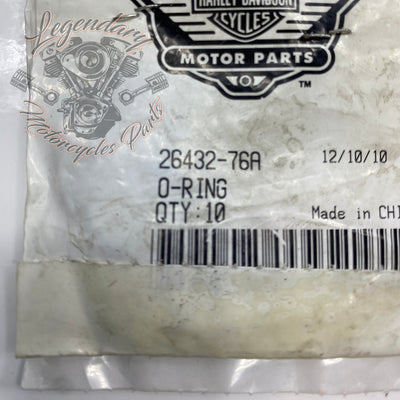 Legendary
Motorcycles Parts
HARLEY-DAVIDSON
CYCLES
MOTOR PARTS
™
26432-76A 12/10/10
O-RING
QTY:10 Made in CHI